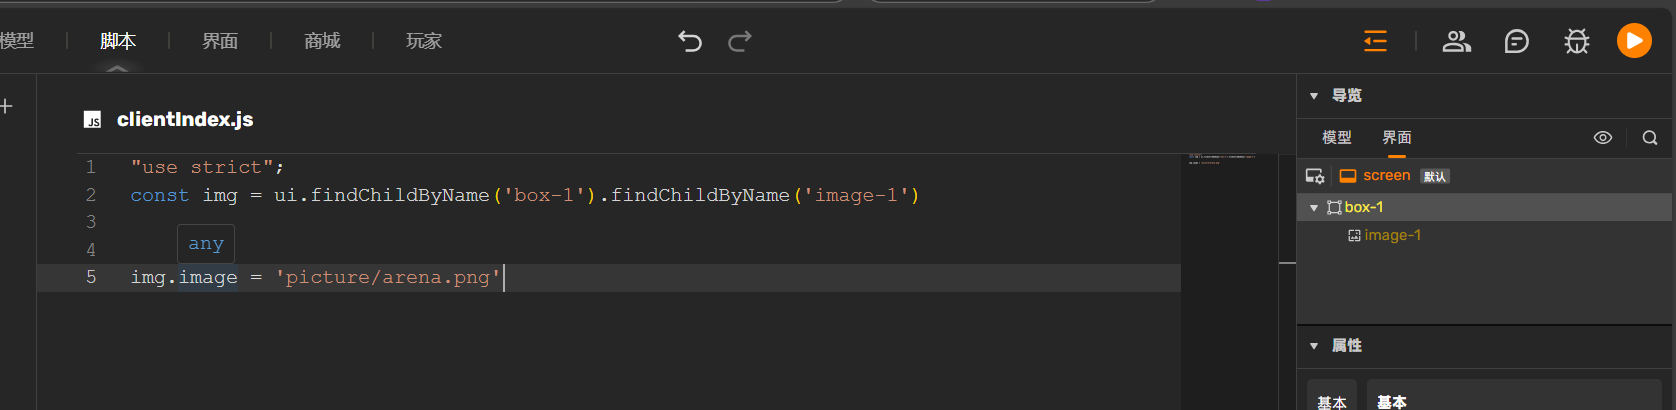 模型
脚本
界面
商城
玩家
JS clientIndex.js
1 "use strict";
2 const img = ui.findChildByName('box-1').findChildByName('image-1')
3
4
any
5 img.image = 'picture/arena.png'
导览
模型 界面
screen 默认
box-1
image-1
属性
基本 基本